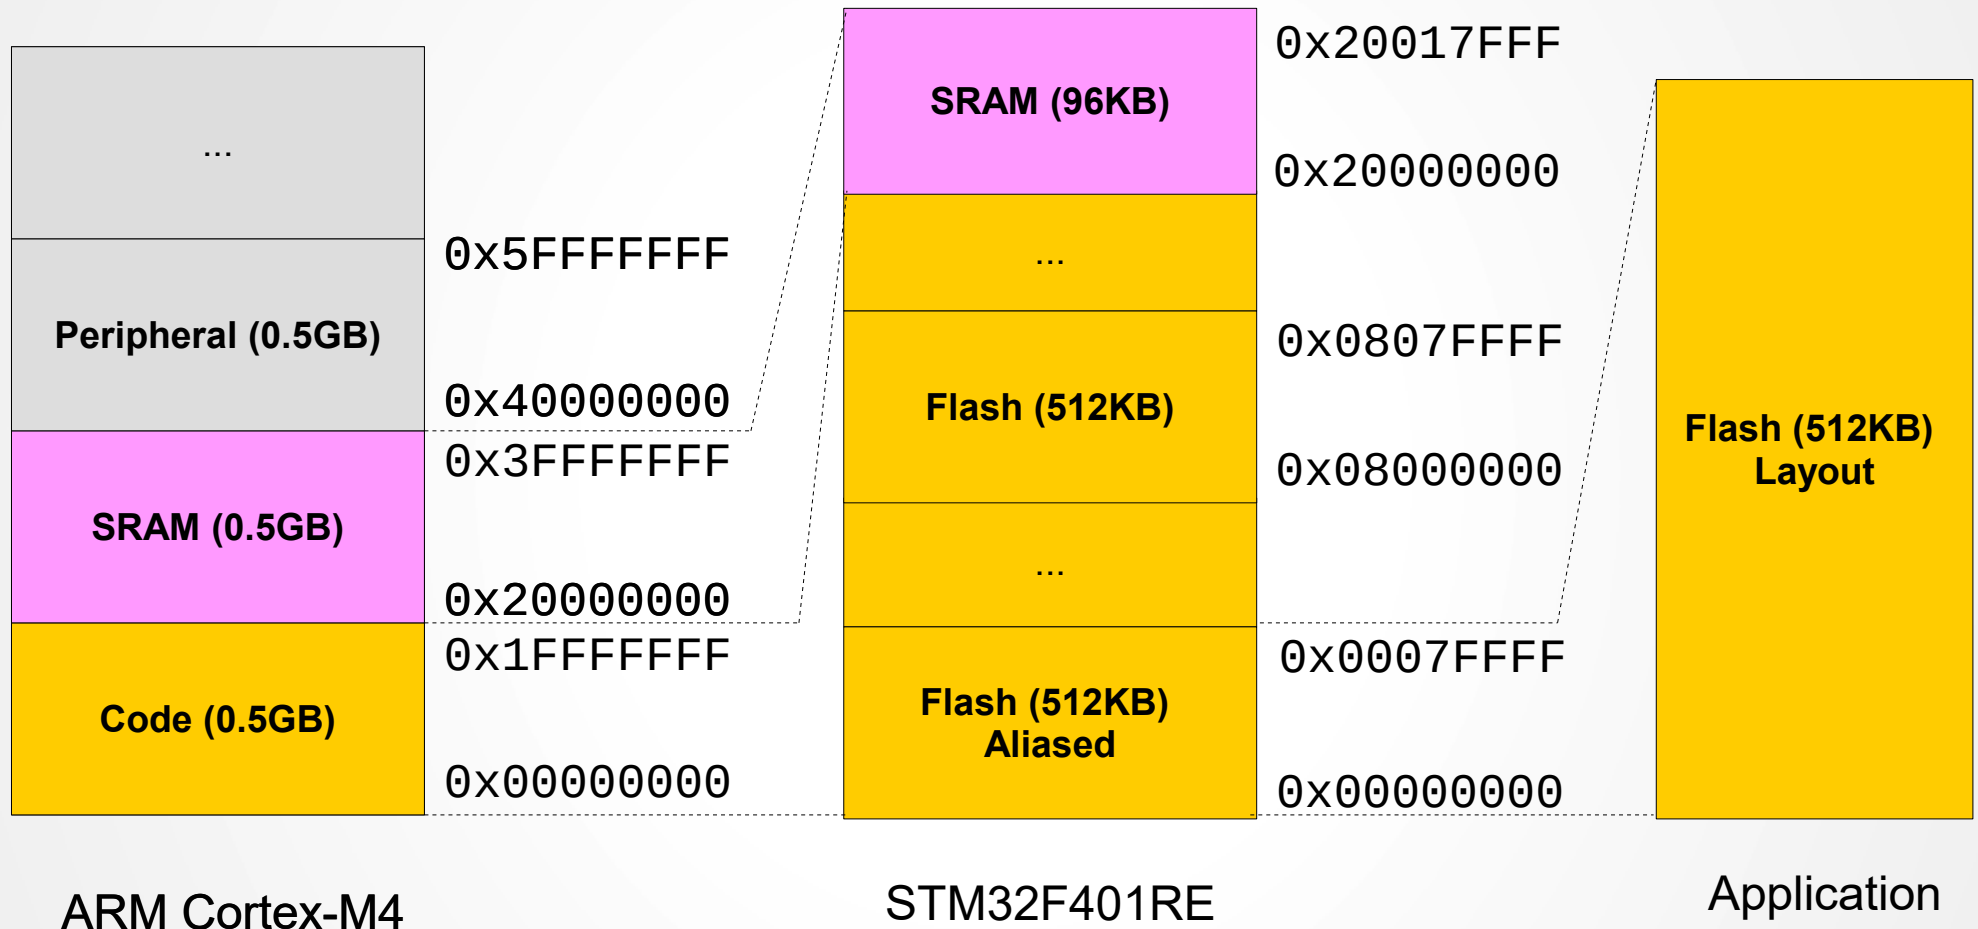 ...
0x5FFFFFFF
Peripheral (0.5GB)
0x40000000
0x3FFFFFFF
SRAM (0.5GB)
0x20000000
0x1FFFFFFF
Code (0.5GB)
0x00000000
ARM Cortex-M4
0x20017FFF
SRAM (96KB)
0x20000000
...
0x0807FFFF
Flash (512KB)
0x08000000
...
0x0007FFFF
Flash (512KB)
Aliased
0x00000000
STM32F401RE
Flash (512KB)
Layout
Application